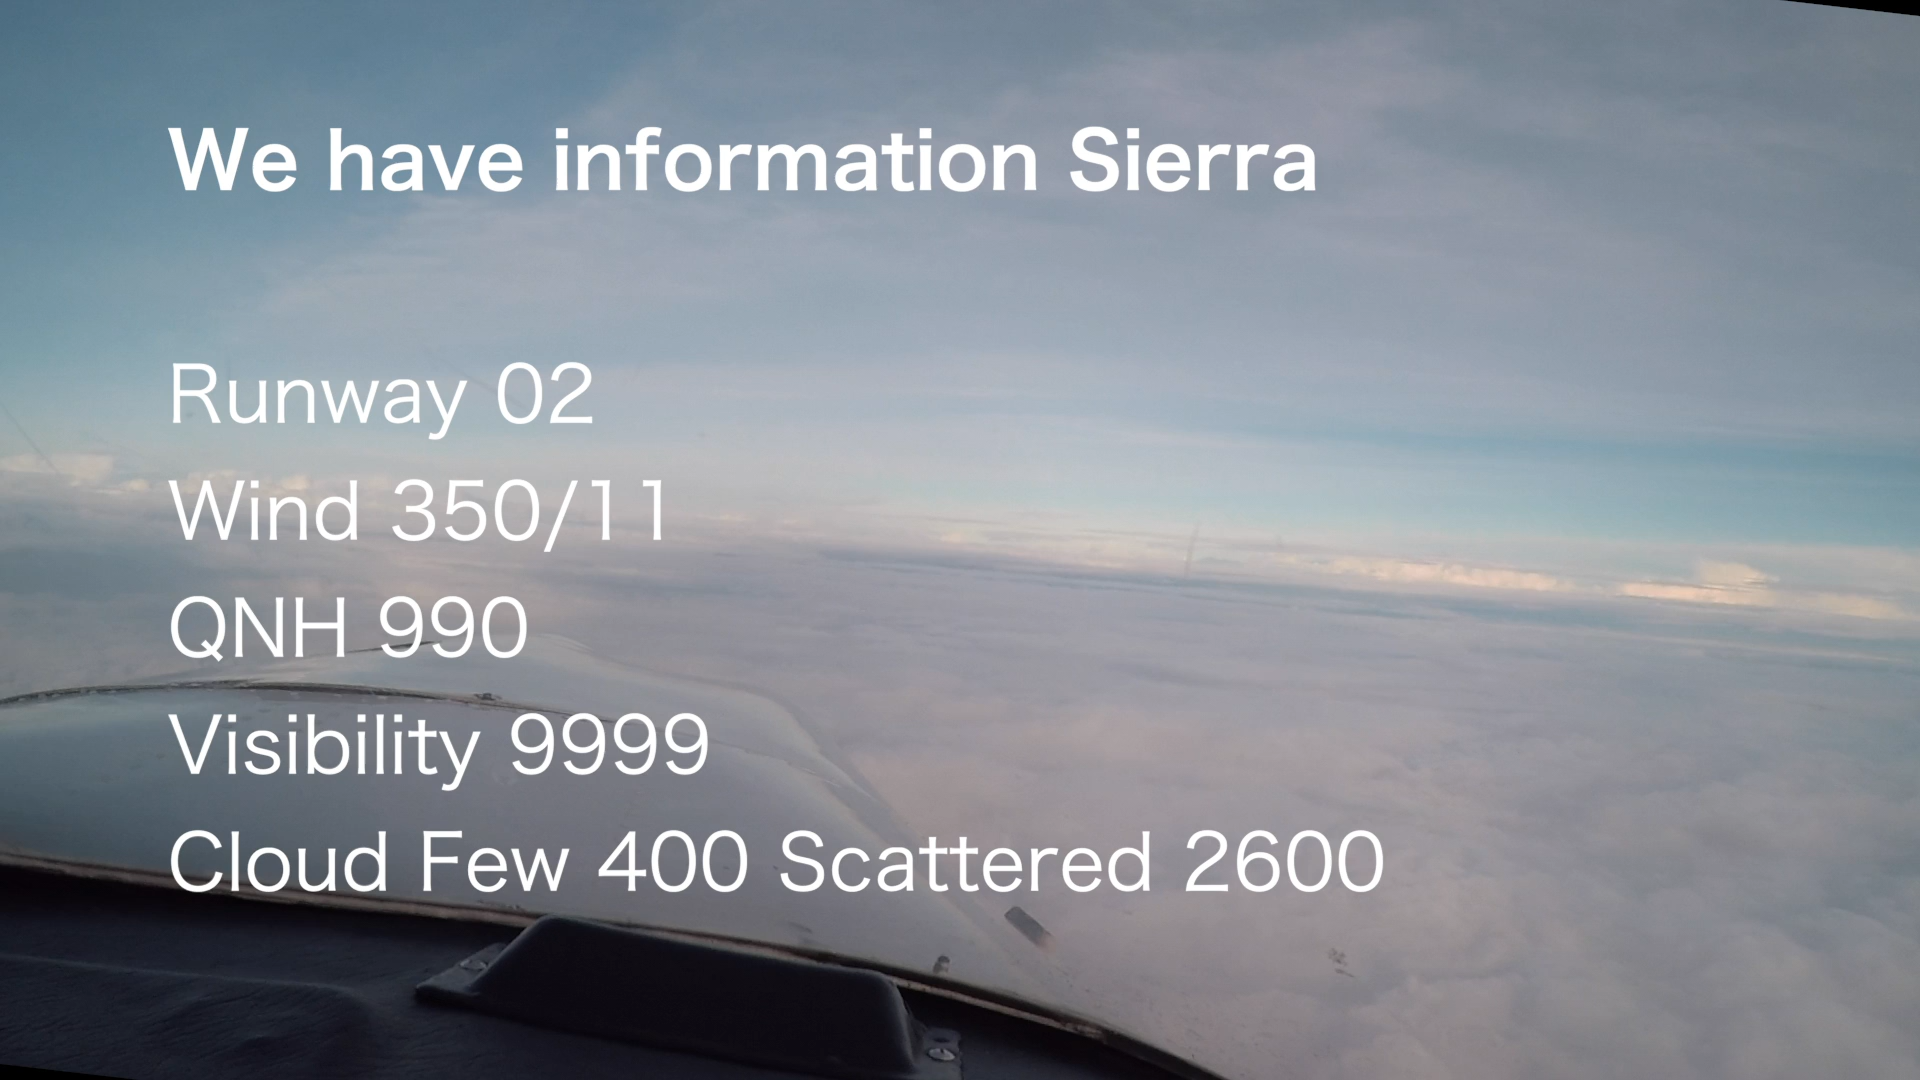 We have information Sierra
Runway 02
Wind 350/11
QNH 990
Visibility 9999
Cloud Few 400 Scattered 2600